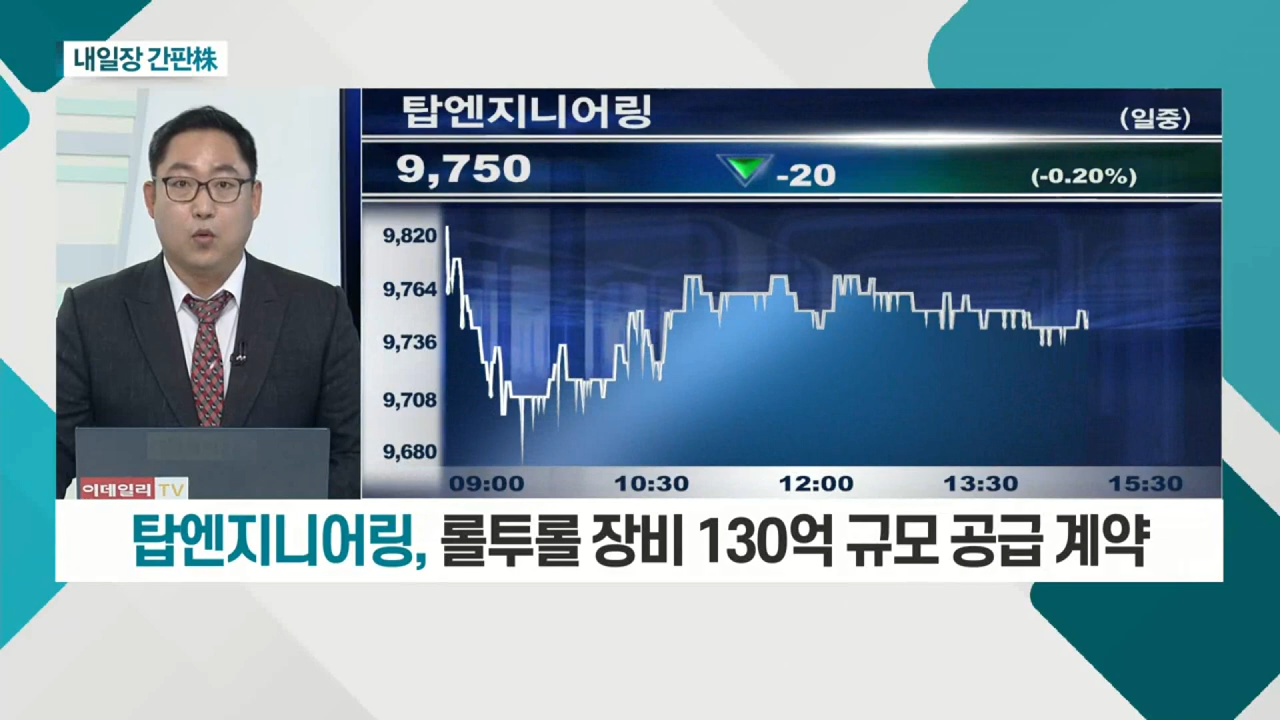 내일장 간판株
탑엔지니어링 (일중)
9,750 -20 (-0.20%)
9,820
9,764
9,736
9,708
9,680
09:00 10:30 12:00 13:30 15:30
이데일리TV
탑엔지니어링, 롤투롤 장비 130억 규모 공급 계약